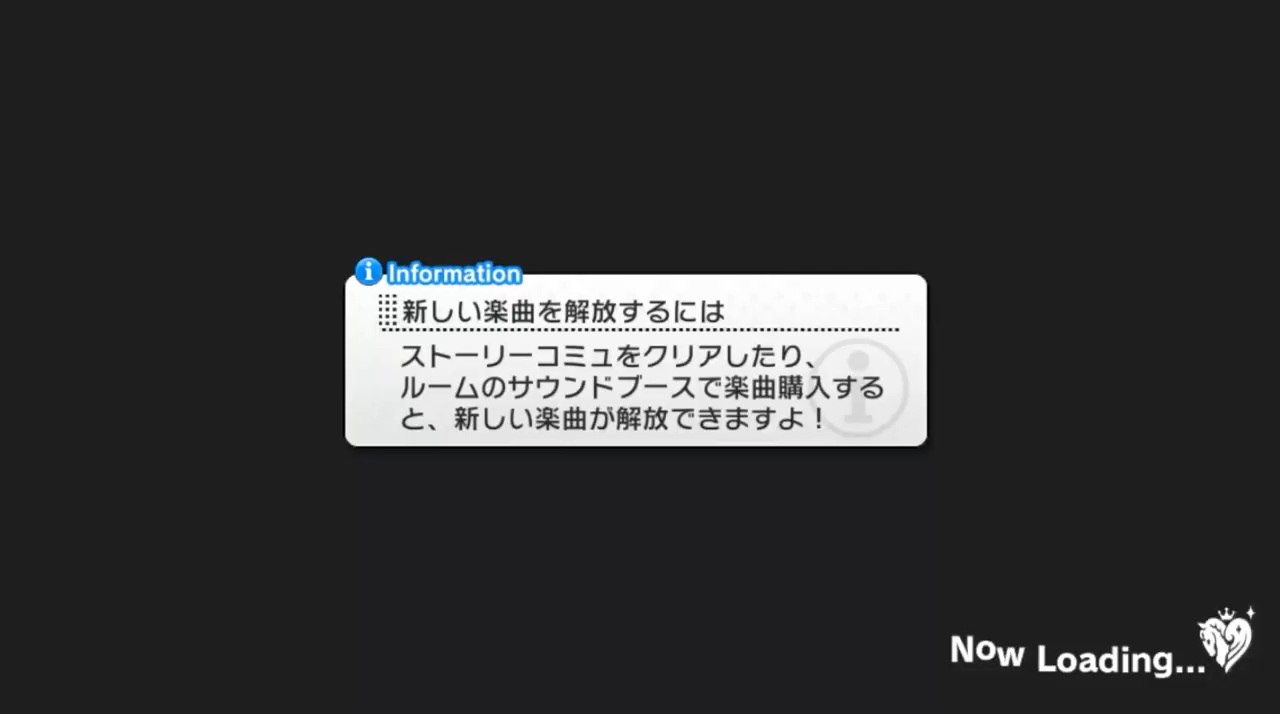 Information
新しい楽曲を解放するには
ストーリーコミュをクリアしたり、
ルームのサウンドブースで楽曲購入する
と、新しい楽曲が解放できますよ！
Now Loading...